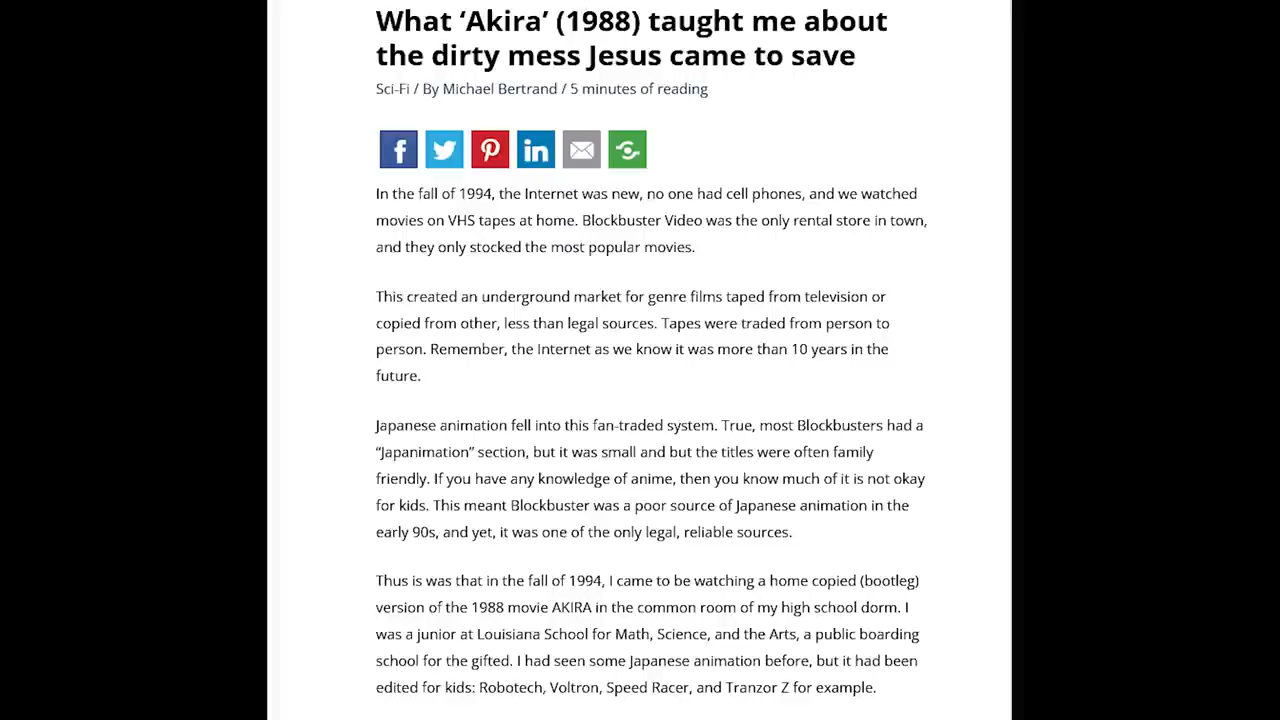 What ‘Akira’ (1988) taught me about
the dirty mess Jesus came to save
Sci-Fi / By Michael Bertrand / 5 minutes of reading
In the fall of 1994, the Internet was new, no one had cell phones, and we watched
movies on VHS tapes at home. Blockbuster Video was the only rental store in town,
and they only stocked the most popular movies.
This created an underground market for genre films taped from television or
copied from other, less than legal sources. Tapes were traded from person to
person. Remember, the Internet as we know it was more than 10 years in the
future.
Japanese animation fell into this fan-traded system. True, most Blockbusters had a
“Japanimation” section, but it was small and but the titles were often family
friendly. If you have any knowledge of anime, then you know much of it is not okay
for kids. This meant Blockbuster was a poor source of Japanese animation in the
early 90s, and yet, it was one of the only legal, reliable sources.
Thus is was that in the fall of 1994, I came to be watching a home copied (bootleg)
version of the 1988 movie AKIRA in the common room of my high school dorm. I
was a junior at Louisiana School for Math, Science, and the Arts, a public boarding
school for the gifted. I had seen some Japanese animation before, but it had been
edited for kids: Robotech, Voltron, Speed Racer, and Tranzor Z for example.